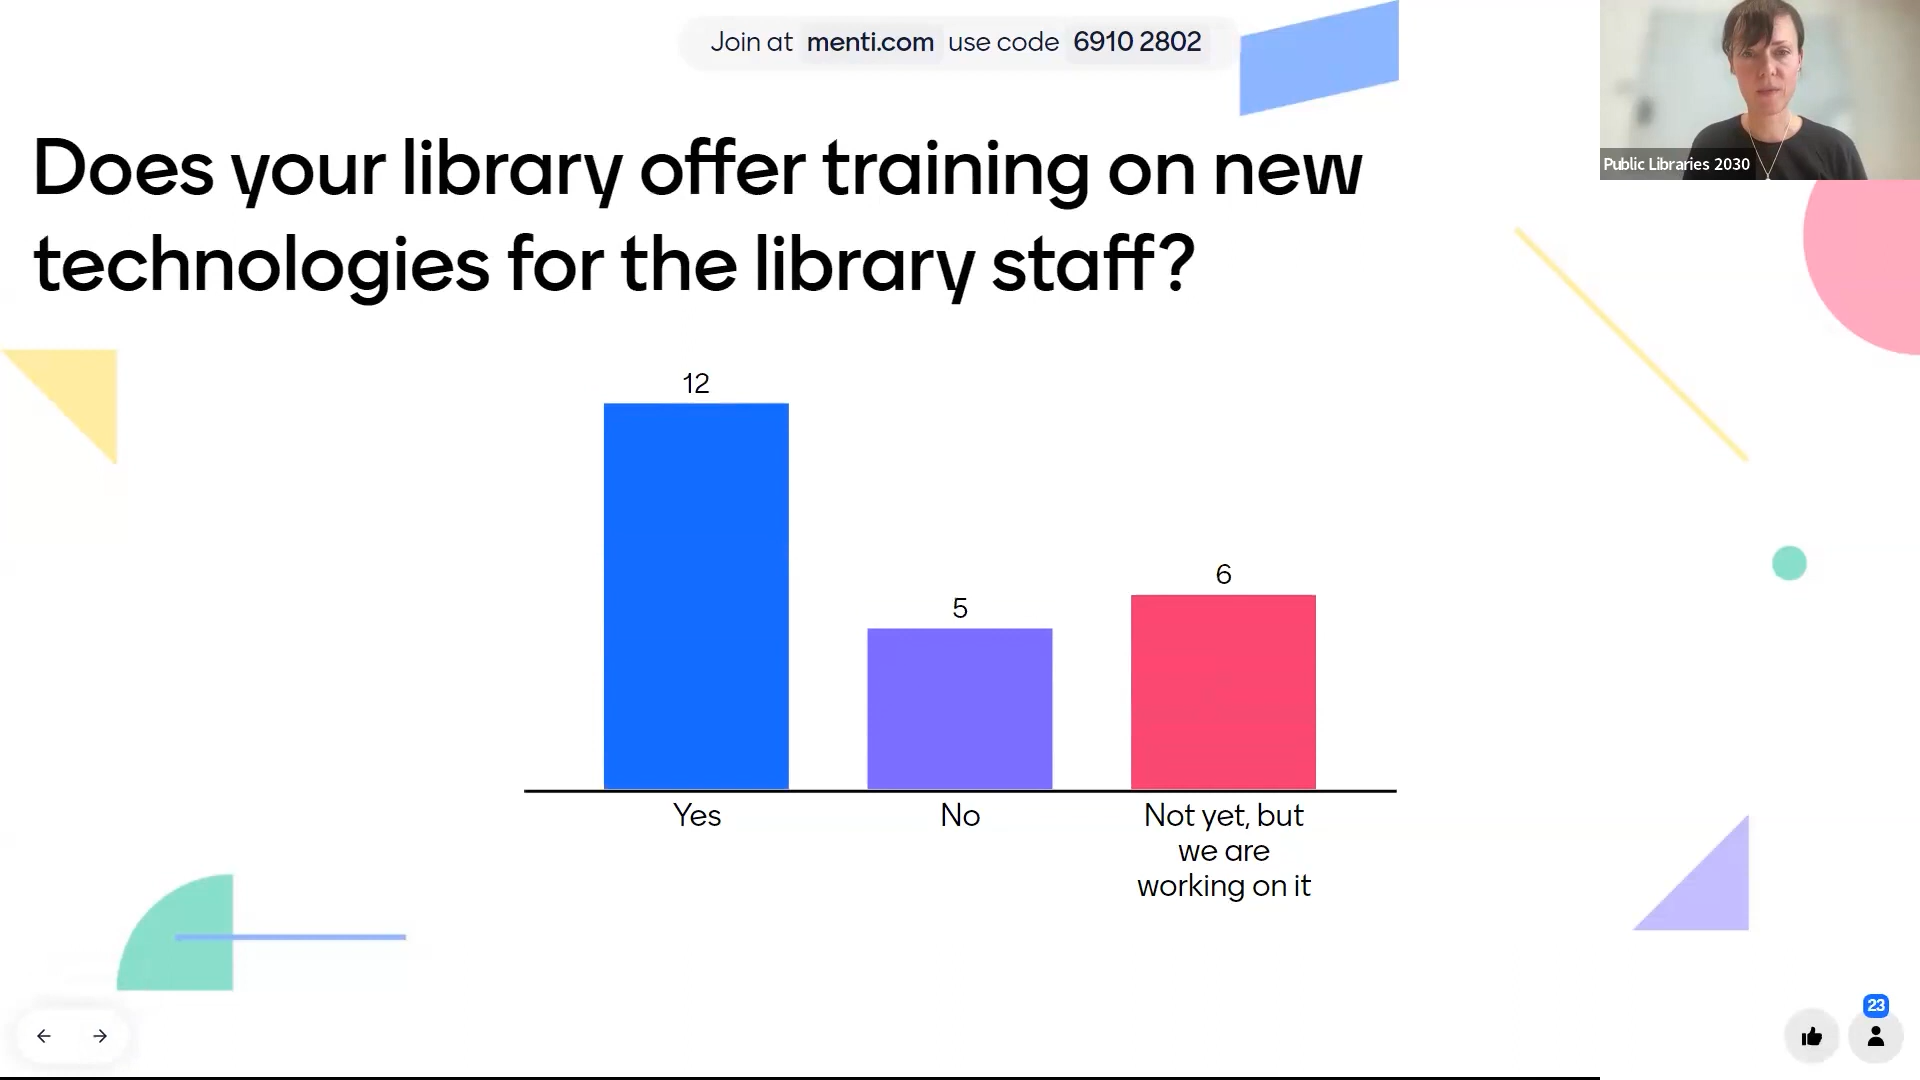 Join at menti.com use code 6910 2802
Public Libraries 2030
Does your library offer training on new
technologies for the library staff?
12
5
6
Yes
No
Not yet, but
we are
working on it
23